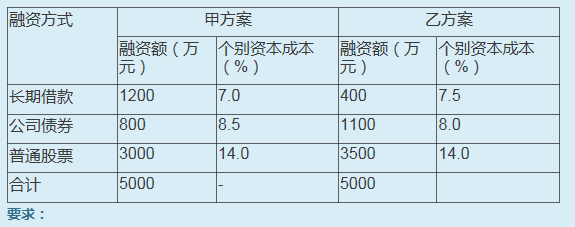 融资方式 甲方案 乙方案
融资额（万元） 个别资本成本（%） 融资额（万元） 个别资本成本（%）
长期借款 1200 7.0 400 7.5
公司债券 800 8.5 1100 8.0
普通股票 3000 14.0 3500 14.0
合计 5000 - 5000
要求：